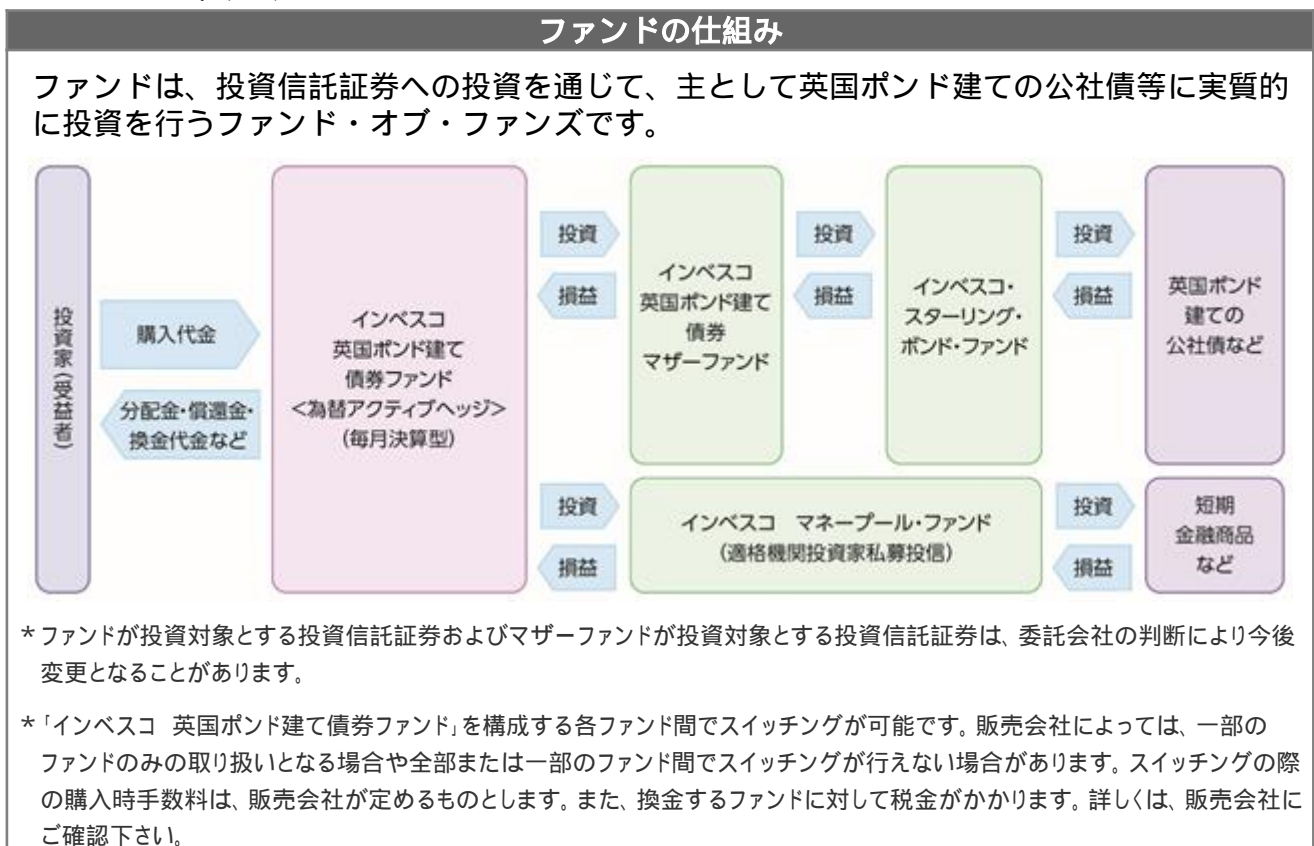 ファンドの仕組み
ファンドは、投資信託証券への投資を通じて、主として英国ポンド建ての公社債等に実質的
に投資を行うファンド・オブ・ファンズです。
投資家(受益者)
購入代金
分配金・償還金・
換金代金など
インベスコ
英国ポンド建て
債券ファンド
<為替アクティブヘッジ>
(毎月決算型)
投資
損益
インベスコ
英国ポンド建て
債券
マザーファンド
投資
損益
インベスコ・
スターリング・
ボンド・ファンド
投資
損益
英国ポンド
建ての
公社債など
投資
損益
インベスコ マネープール・ファンド
(適格機関投資家私募投信)
投資
損益
短期
金融商品
など
*ファンドが投資対象とする投資信託証券およびマザーファンドが投資対象とする投資信託証券は、委託会社の判断により今後
変更となることがあります。
*「インベスコ 英国ポンド建て債券ファンド」を構成する各ファンド間でスイッチングが可能です。販売会社によっては、一部の
ファンドのみの取り扱いとなる場合や全部または一部のファンド間でスイッチングが行えない場合があります。スイッチングの際
の購入時手数料は、販売会社が定めるものとします。また、換金するファンドに対して税金がかかります。詳しくは、販売会社に
ご確認下さい。